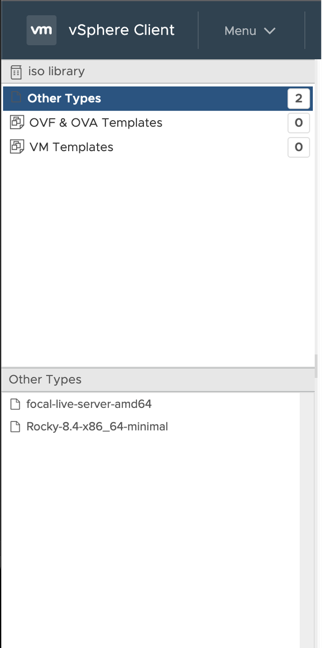 vm vSphere Client Menu
iso library
Other Types 2
OVF & OVA Templates 0
VM Templates 0
Other Types
focal-live-server-amd64
Rocky-8.4-x86_64-minimal